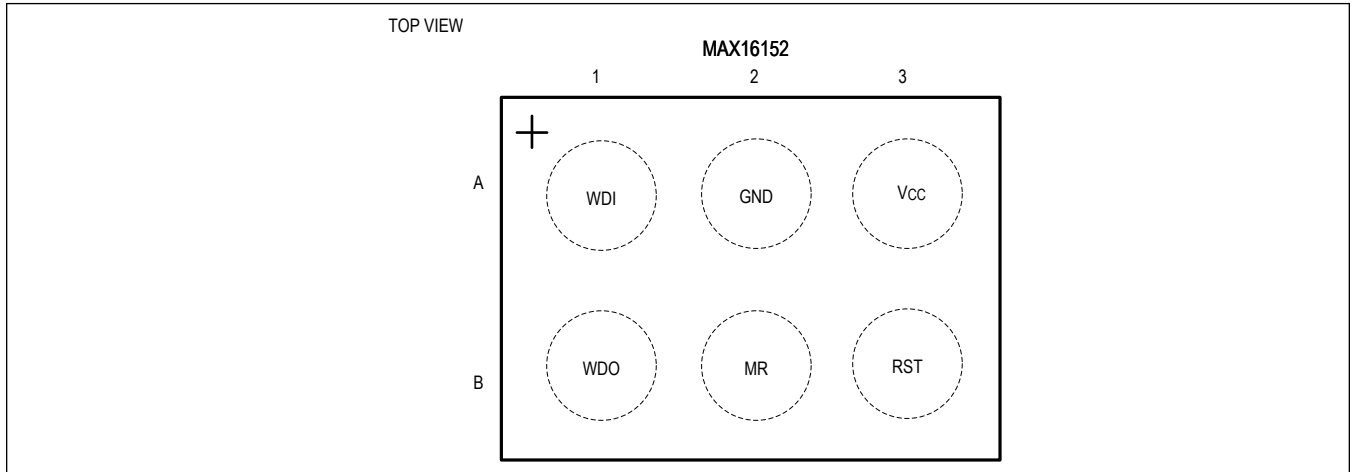 TOP VIEW
MAX16152
1 2 3
A WDI GND VCC
B WDO MR RST